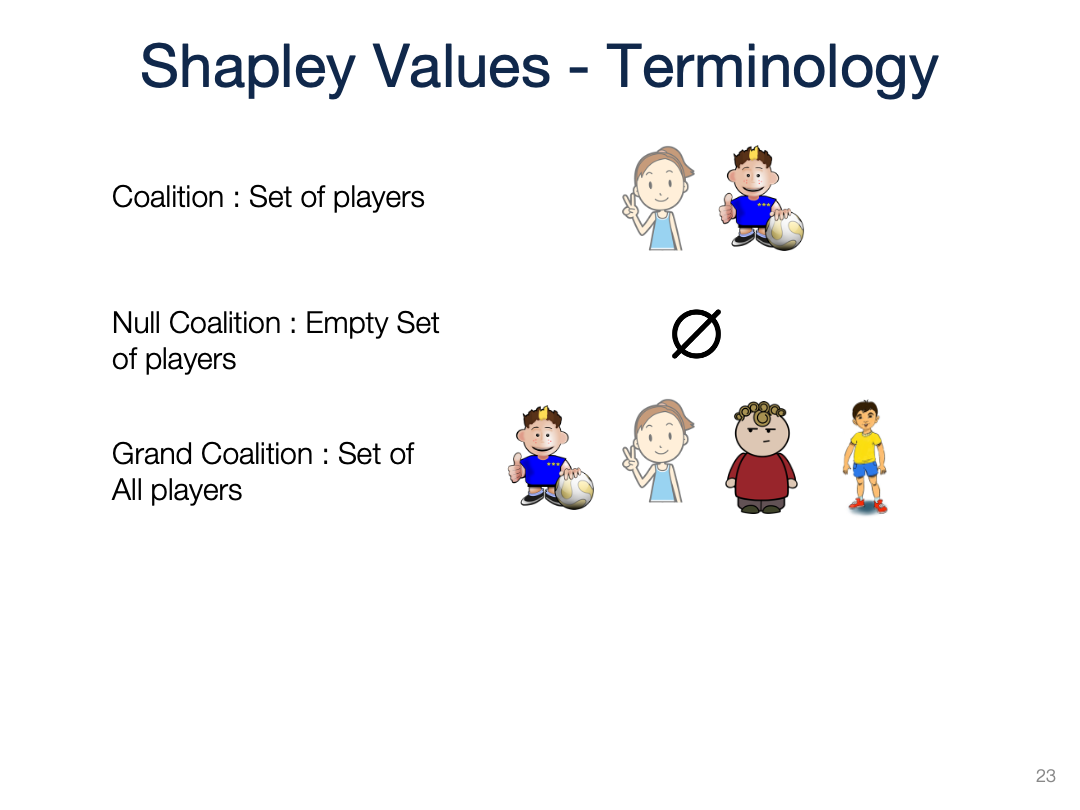 Shapley Values - Terminology
Coalition : Set of players
Null Coalition : Empty Set
of players
∅
Grand Coalition : Set of
All players
23